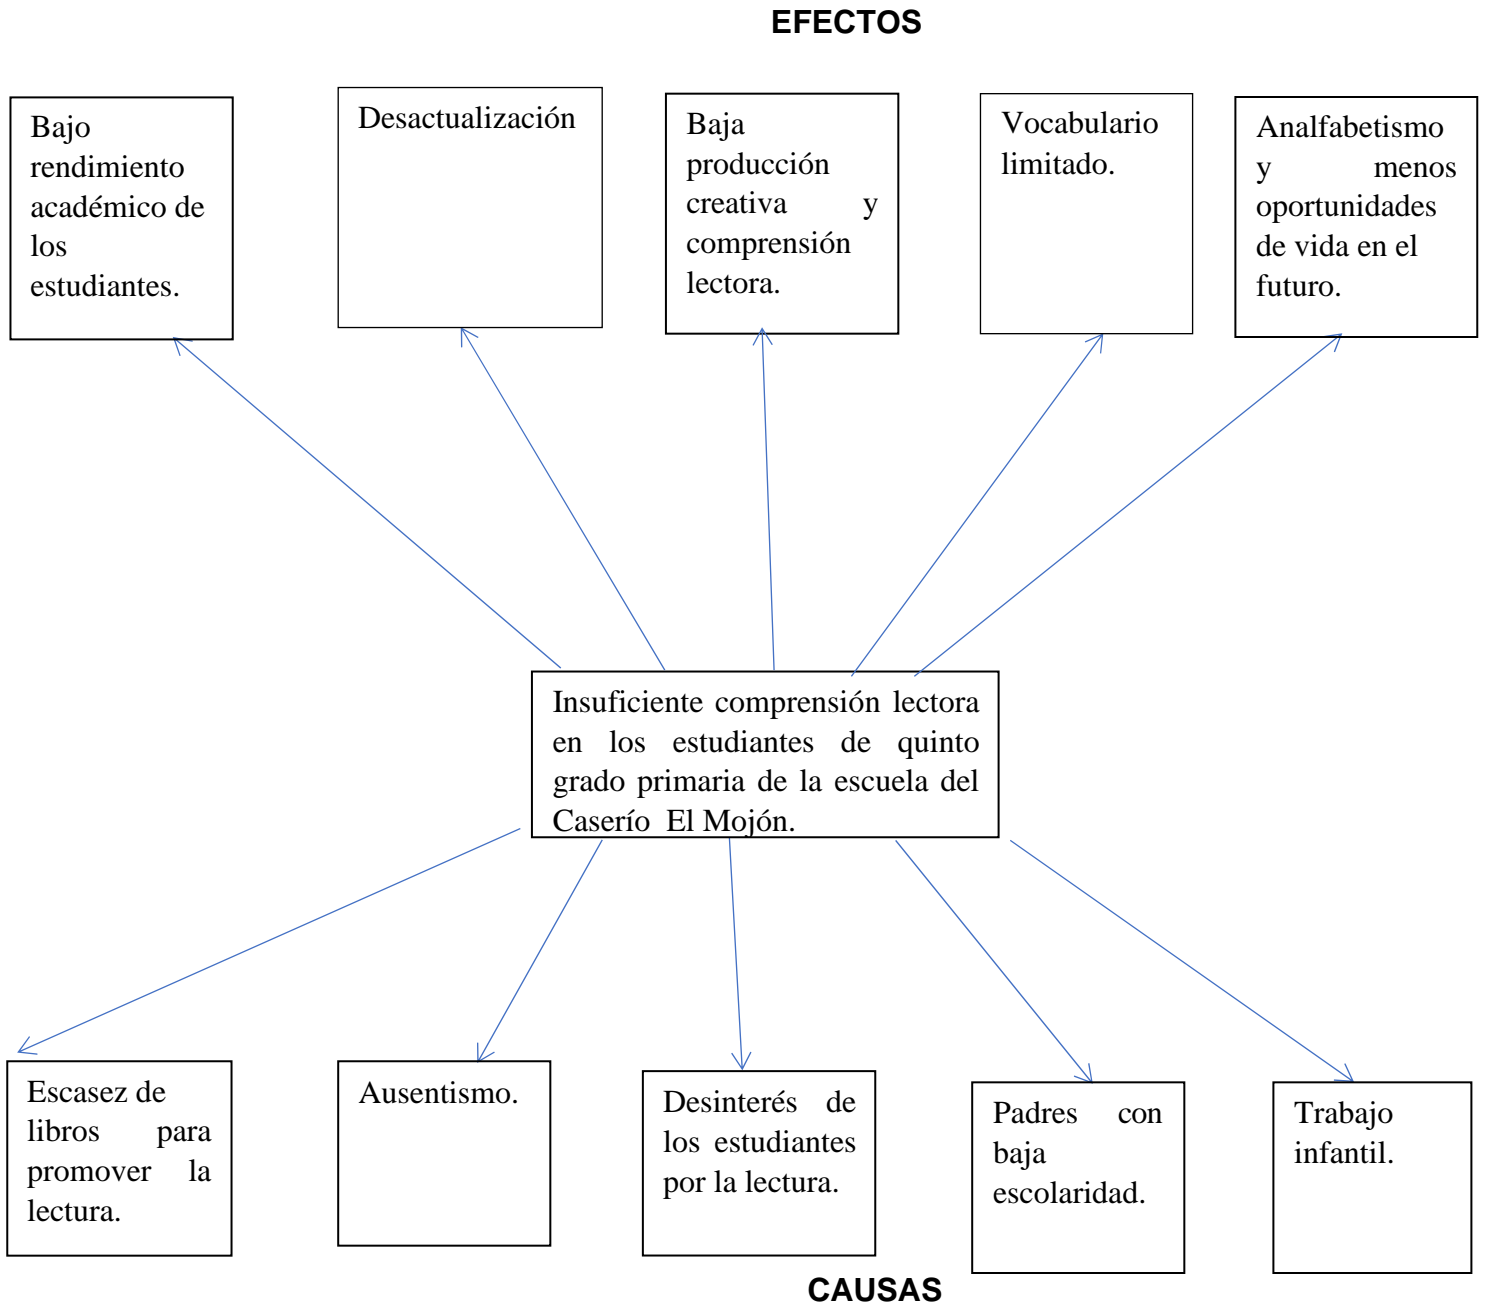 EFECTOS
Bajo
rendimiento
académico de
los
estudiantes.
Desactualización
Baja
producción
creativa y
comprensión
lectora.
Vocabulario
limitado.
Analfabetismo
y menos
oportunidades
de vida en el
futuro.
Insuficiente comprensión lectora
en los estudiantes de quinto
grado primaria de la escuela del
Caserío El Mojón.
Escasez de
libros para
promover la
lectura.
Ausentismo.
Desinterés de
los estudiantes
por la lectura.
Padres con
baja
escolaridad.
Trabajo
infantil.
CAUSAS